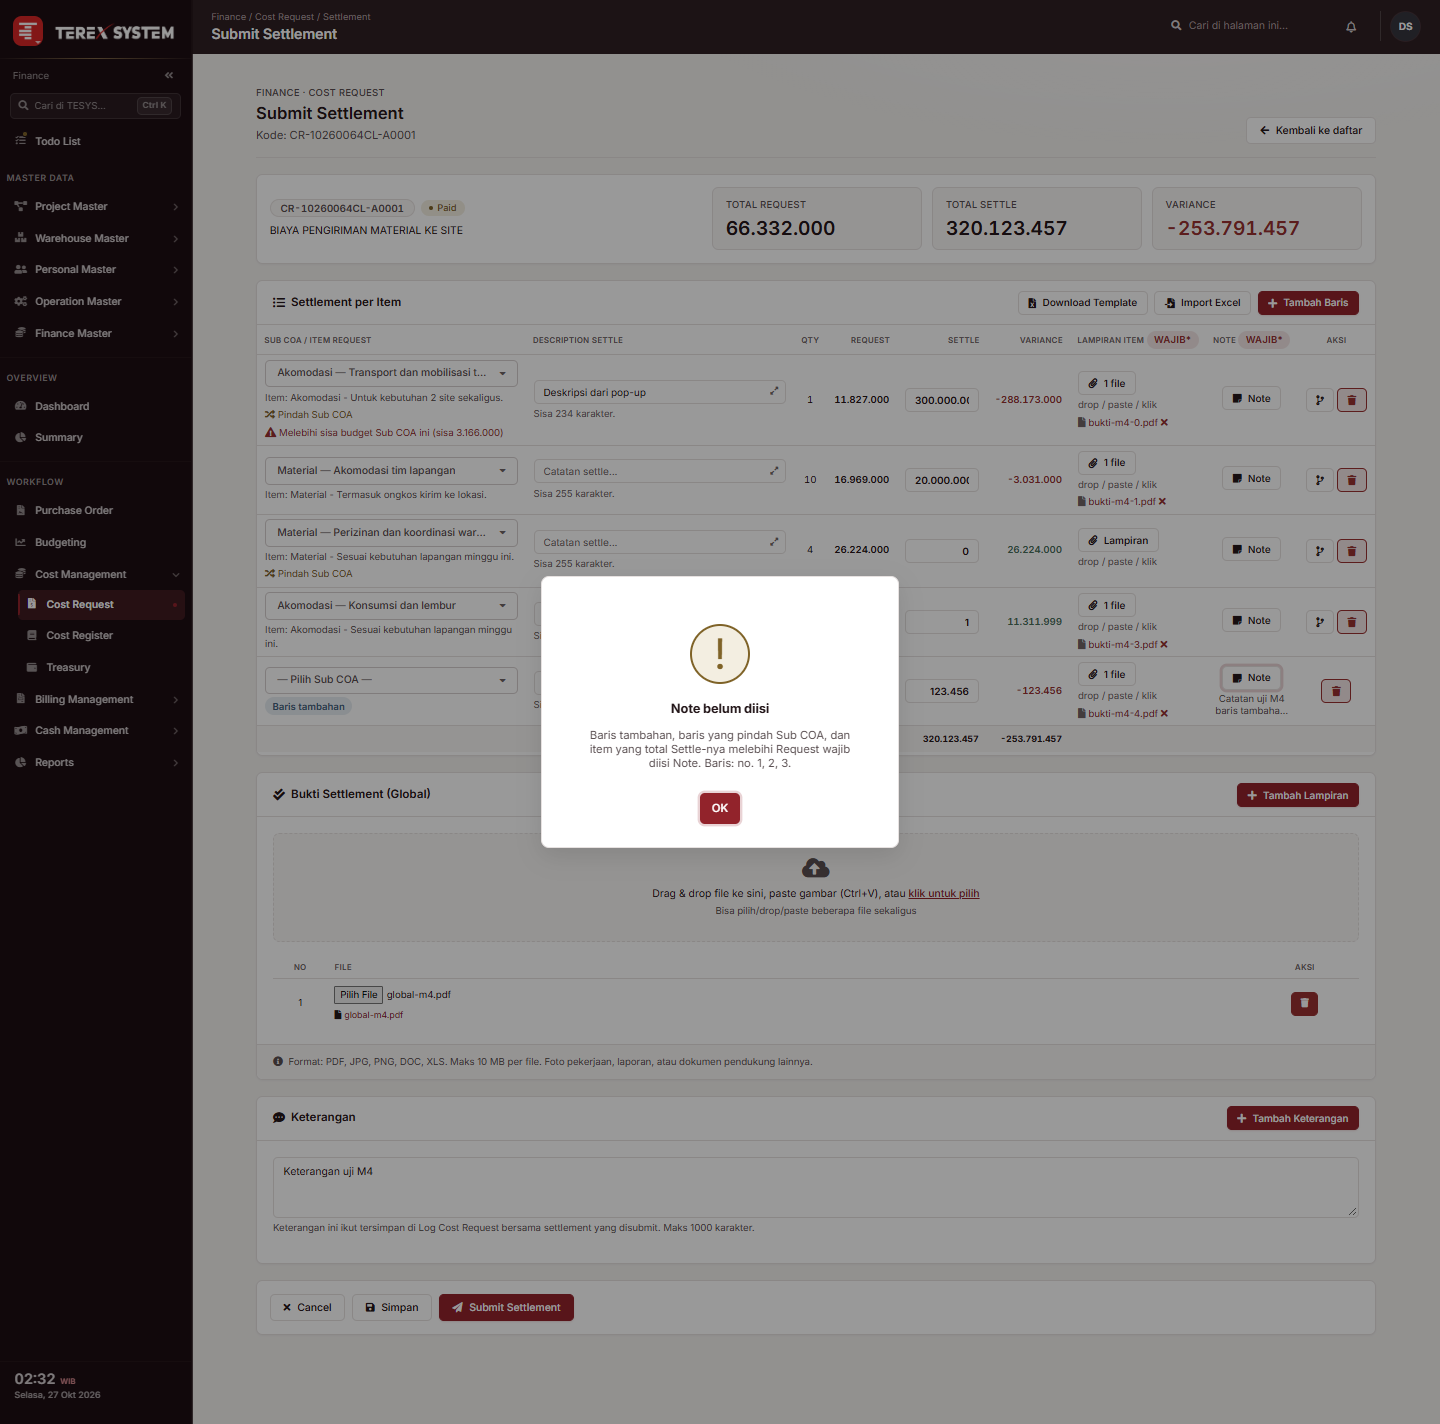 TEREX SYSTEM
Finance
Cari di TESYS... Ctrl K
Todo List
MASTER DATA
Project Master
Warehouse Master
Personal Master
Operation Master
Finance Master
OVERVIEW
Dashboard
Summary
WORKFLOW
Purchase Order
Budgeting
Cost Management
Cost Request
Cost Register
Treasury
Billing Management
Cash Management
Reports
02:32 WIB
Selasa, 27 Okt 2026
Finance / Cost Request / Settlement
Submit Settlement
Cari di halaman ini...
DS
FINANCE · COST REQUEST
Submit Settlement
Kode: CR-10260064CL-A0001
Kembali ke daftar
CR-10260064CL-A0001 Paid
BIAYA PENGIRIMAN MATERIAL KE SITE
TOTAL REQUEST
66.332.000
TOTAL SETTLE
320.123.457
VARIANCE
-253.791.457
Settlement per Item
Download Template Import Excel Tambah Baris
SUB COA / ITEM REQUEST DESCRIPTION SETTLE QTY REQUEST SETTLE VARIANCE LAMPIRAN ITEM WAJIB* NOTE WAJIB* AKSI
Akomodasi — Transport dan mobilisasi t...
Item: Akomodasi - Untuk kebutuhan 2 site sekaligus.
Pindah Sub COA
Melebihi sisa budget Sub COA ini (sisa 3.166.000)
Deskripsi dari pop-up
Sisa 234 karakter.
1 11.827.000 300.000.0 -288.173.000
1 file
drop / paste / klik
bukti-m4-0.pdf
Note
Material — Akomodasi tim lapangan
Item: Material - Termasuk ongkos kirim ke lokasi.
Catatan settle...
Sisa 255 karakter.
10 16.969.000 20.000.00 -3.031.000
1 file
drop / paste / klik
bukti-m4-1.pdf
Note
Material — Perizinan dan koordinasi war...
Item: Material - Sesuai kebutuhan lapangan minggu ini.
Pindah Sub COA
Catatan settle...
Sisa 255 karakter.
4 26.224.000 0 26.224.000
Lampiran
drop / paste / klik
Note
Akomodasi — Konsumsi dan lembur
Item: Akomodasi - Sesuai kebutuhan lapangan minggu
ini.
Si
1 11.311.999
1 file
drop / paste / klik
bukti-m4-3.pdf
Note
— Pilih Sub COA —
Baris tambahan
Si
123.456 -123.456
1 file
drop / paste / klik
bukti-m4-4.pdf
Note
Catatan uji M4
baris tambaha...
320.123.457 -253.791.457
Note belum diisi
Baris tambahan, baris yang pindah Sub COA, dan
item yang total Settle-nya melebihi Request wajib
diisi Note. Baris: no. 1, 2, 3.
OK
Bukti Settlement (Global)
Tambah Lampiran
Drag & drop file ke sini, paste gambar (Ctrl+V), atau klik untuk pilih
Bisa pilih/drop/paste beberapa file sekaligus
NO FILE AKSI
1 Pilih File global-m4.pdf
global-m4.pdf
Format: PDF, JPG, PNG, DOC, XLS. Maks 10 MB per file. Foto pekerjaan, laporan, atau dokumen pendukung lainnya.
Keterangan
Tambah Keterangan
Keterangan uji M4
Keterangan ini ikut tersimpan di Log Cost Request bersama settlement yang disubmit. Maks 1000 karakter.
Cancel Simpan Submit Settlement